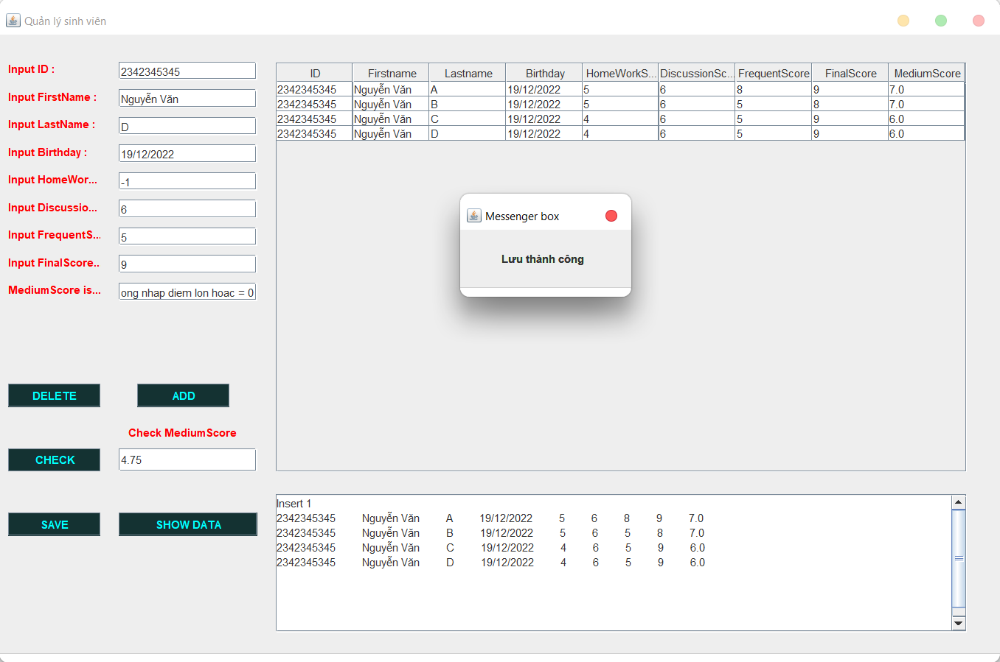 Quản lý sinh viên
Input ID :
2342345345
Input FirstName :
Nguyễn Văn
Input LastName :
D
Input Birthday :
19/12/2022
Input HomeWor...
-1
Input Discussio...
6
Input FrequentS...
5
Input FinalScore..
9
MediumScore is...
ong nhap diem lon hoac = 0
DELETE ADD
Check MediumScore
CHECK
4.75
SAVE SHOW DATA
ID Firstname Lastname Birthday HomeWorkS... DiscussionSc... FrequentScore FinalScore MediumScore
2342345345 Nguyễn Văn A 19/12/2022 5 6 8 9 7.0
2342345345 Nguyễn Văn B 19/12/2022 5 6 5 8 7.0
2342345345 Nguyễn Văn C 19/12/2022 4 6 5 9 6.0
2342345345 Nguyễn Văn D 19/12/2022 4 6 5 9 6.0
Messenger box
Lưu thành công
Insert 1
2342345345 Nguyễn Văn A 19/12/2022 5 6 8 9 7.0
2342345345 Nguyễn Văn B 19/12/2022 5 6 5 8 7.0
2342345345 Nguyễn Văn C 19/12/2022 4 6 5 9 6.0
2342345345 Nguyễn Văn D 19/12/2022 4 6 5 9 6.0